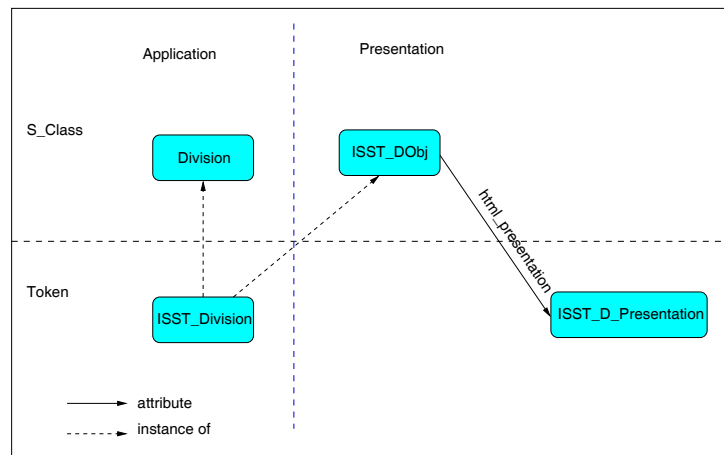 Application
Presentation
S_Class
Division
ISST_DObj
html_presentation
Token
ISST_Division
ISST_D_Presentation
attribute
instance of